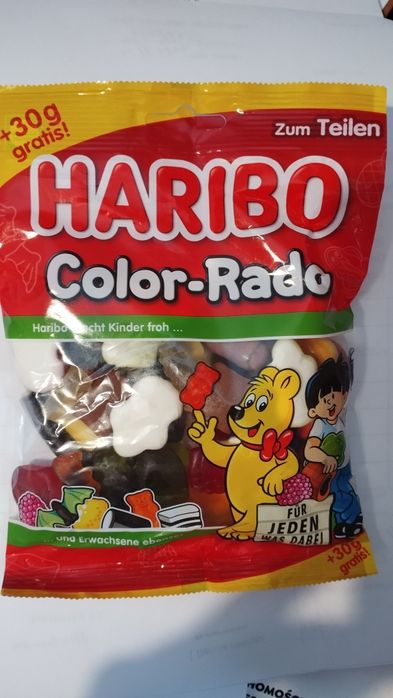 +30g
gratis!
Zum Teilen
HARIBO
Color-Rado
Haribo macht Kinder froh ...
FÜR
JEDEN
WAS DABEI
... und Erwachsene ebenso!
+30g
gratis!